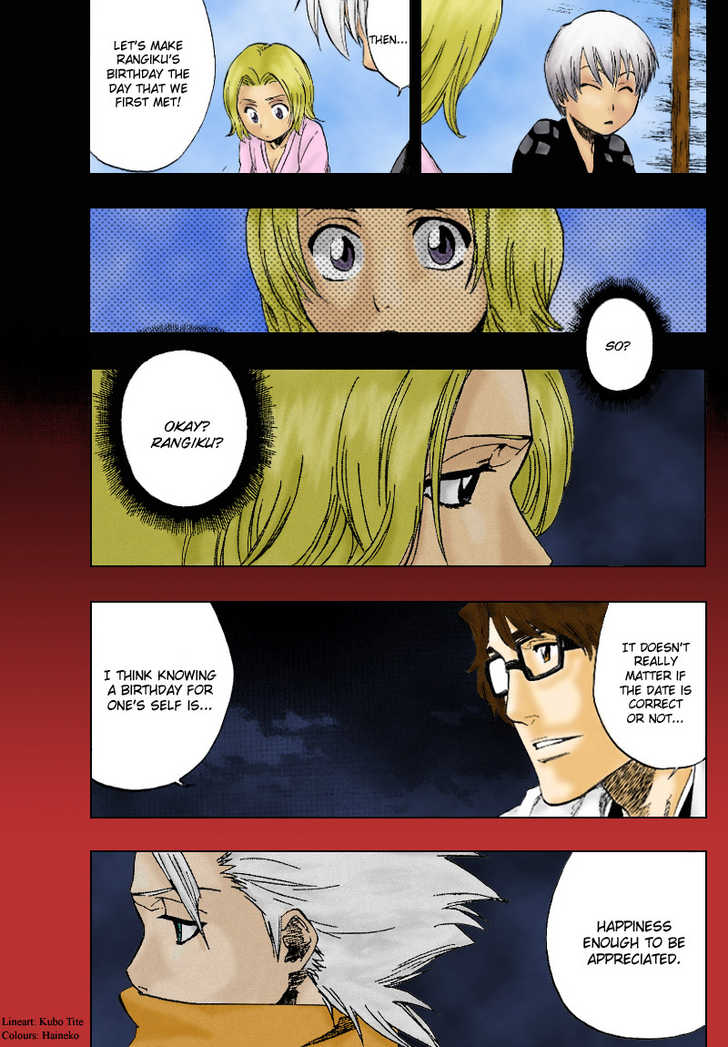 THEN...
LET'S MAKE
RANGIKU'S
BIRTHDAY THE
DAY THAT WE
FIRST MET!
SO?
OKAY?
RANGIKU?
IT DOESN'T
REALLY
MATTER IF
THE DATE IS
CORRECT
OR NOT...
I THINK KNOWING
A BIRTHDAY FOR
ONE'S SELF IS...
HAPPINESS
ENOUGH TO BE
APPRECIATED.
Lineart: Kubo Tite
Colours: Haineko